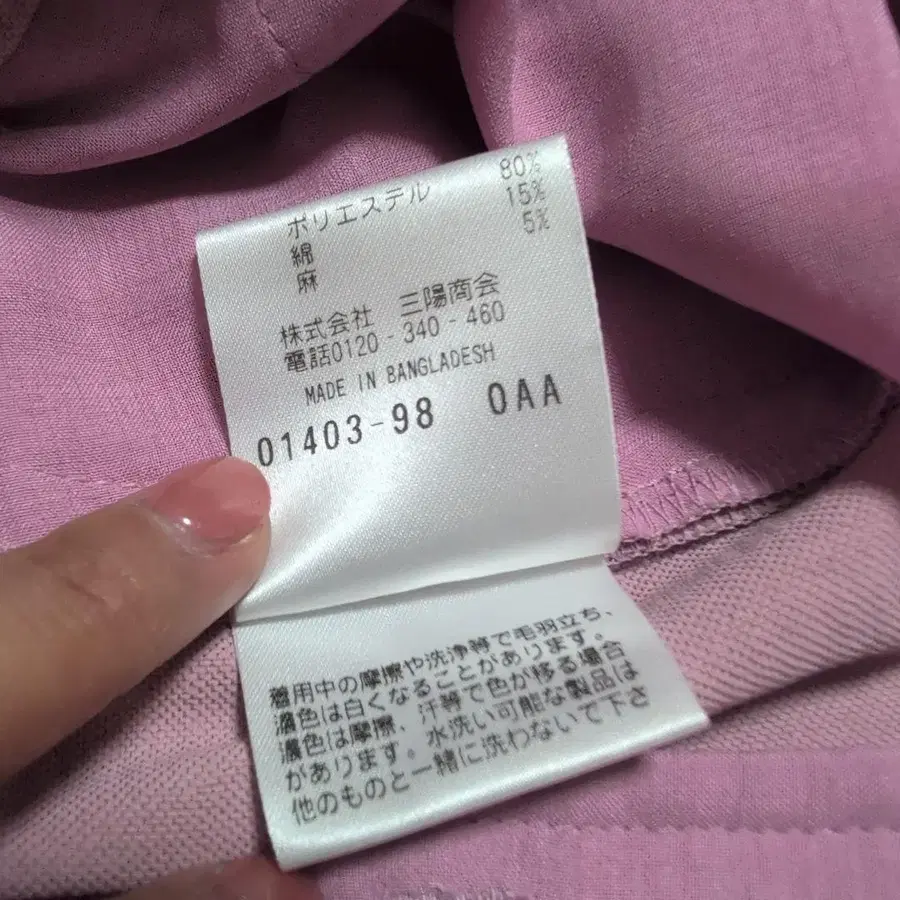 ポリエステル 80%
綿 15%
麻 5%
株式会社 三陽商会
電話0120-340-460
MADE IN BANGLADESH
01403-98 0AA
着用中の摩擦や洗浄等で毛羽立ち、
濃色は白くなることがあります。
濃色は摩擦、汗等で色が移る場合
があります。水洗い可能な製品は
他のものと一緒に洗わないで下さ